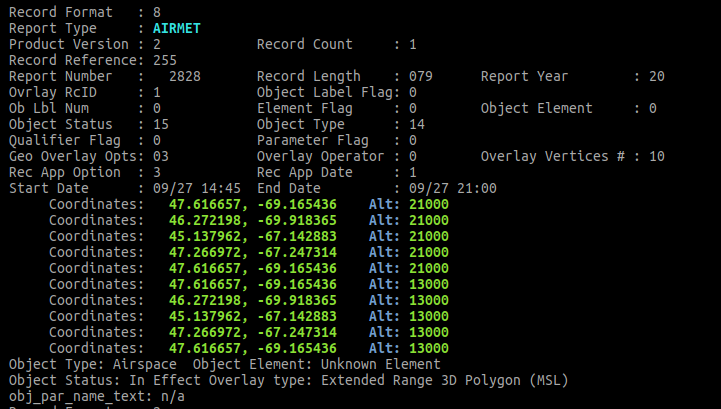 Record Format   : 8
Report Type     : AIRMET
Product Version : 2            Record Count     : 1
Record Reference: 255
Report Number   :   2828       Record Length    : 079      Report Year        : 20
Ovrlay RcID     : 1            Object Label Flag: 0
Ob Lbl Num      : 0            Element Flag     : 0        Object Element     : 0
Object Status   : 15           Object Type      : 14
Qualifier Flag  : 0            Parameter Flag   : 0
Geo Overlay Opts: 03           Overlay Operator : 0        Overlay Vertices # : 10
Rec App Option  : 3            Rec App Date     : 1
Start Date      : 09/27 14:45  End Date         : 09/27 21:00
     Coordinates:   47.616657, -69.165436    Alt: 21000
     Coordinates:   46.272198, -69.918365    Alt: 21000
     Coordinates:   45.137962, -67.142883    Alt: 21000
     Coordinates:   47.266972, -67.247314    Alt: 21000
     Coordinates:   47.616657, -69.165436    Alt: 21000
     Coordinates:   47.616657, -69.165436    Alt: 13000
     Coordinates:   46.272198, -69.918365    Alt: 13000
     Coordinates:   45.137962, -67.142883    Alt: 13000
     Coordinates:   47.266972, -67.247314    Alt: 13000
     Coordinates:   47.616657, -69.165436    Alt: 13000
Object Type: Airspace  Object Element: Unknown Element
Object Status: In Effect Overlay type: Extended Range 3D Polygon (MSL)
obj_par_name_text: n/a